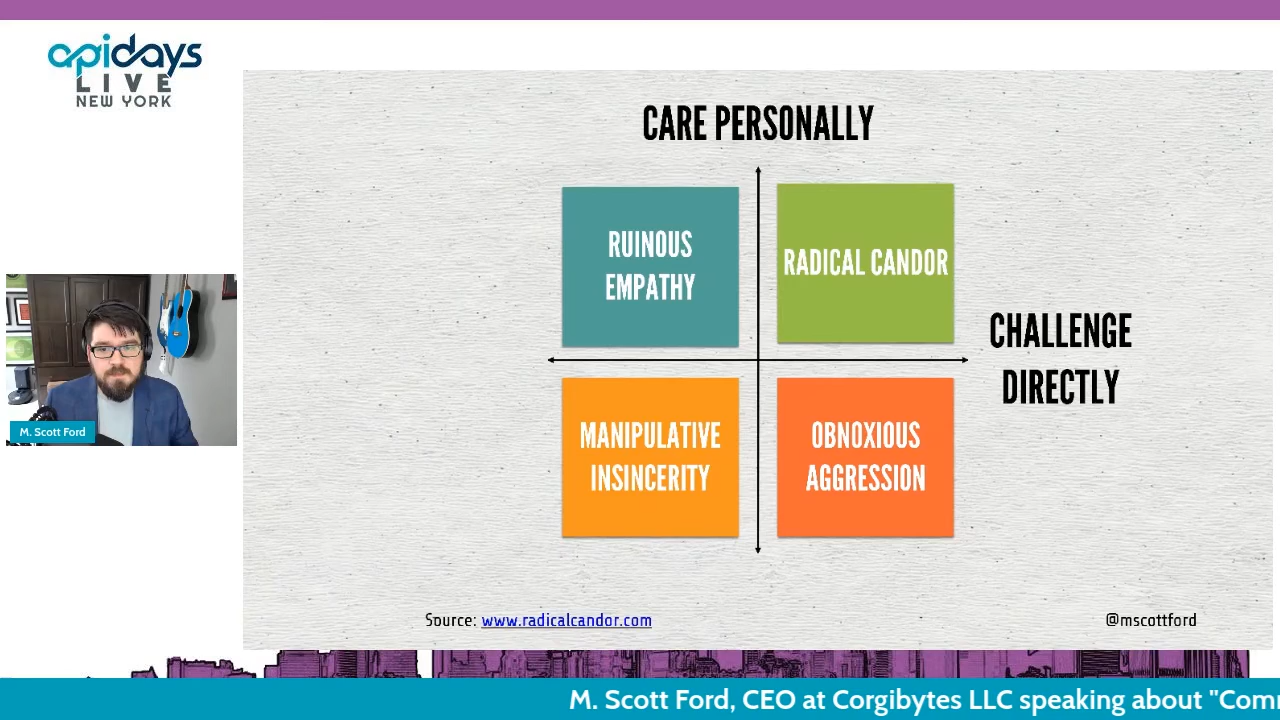 apidays
LIVE
NEW YORK
CARE PERSONALLY
RUINOUS
EMPATHY
RADICAL CANDOR
CHALLENGE
DIRECTLY
MANIPULATIVE
INSINCERITY
OBNOXIOUS
AGGRESSION
M. Scott Ford
Source: www.radicalcandor.com
@mscottford
M. Scott Ford, CEO at Corgibytes LLC speaking about "Com